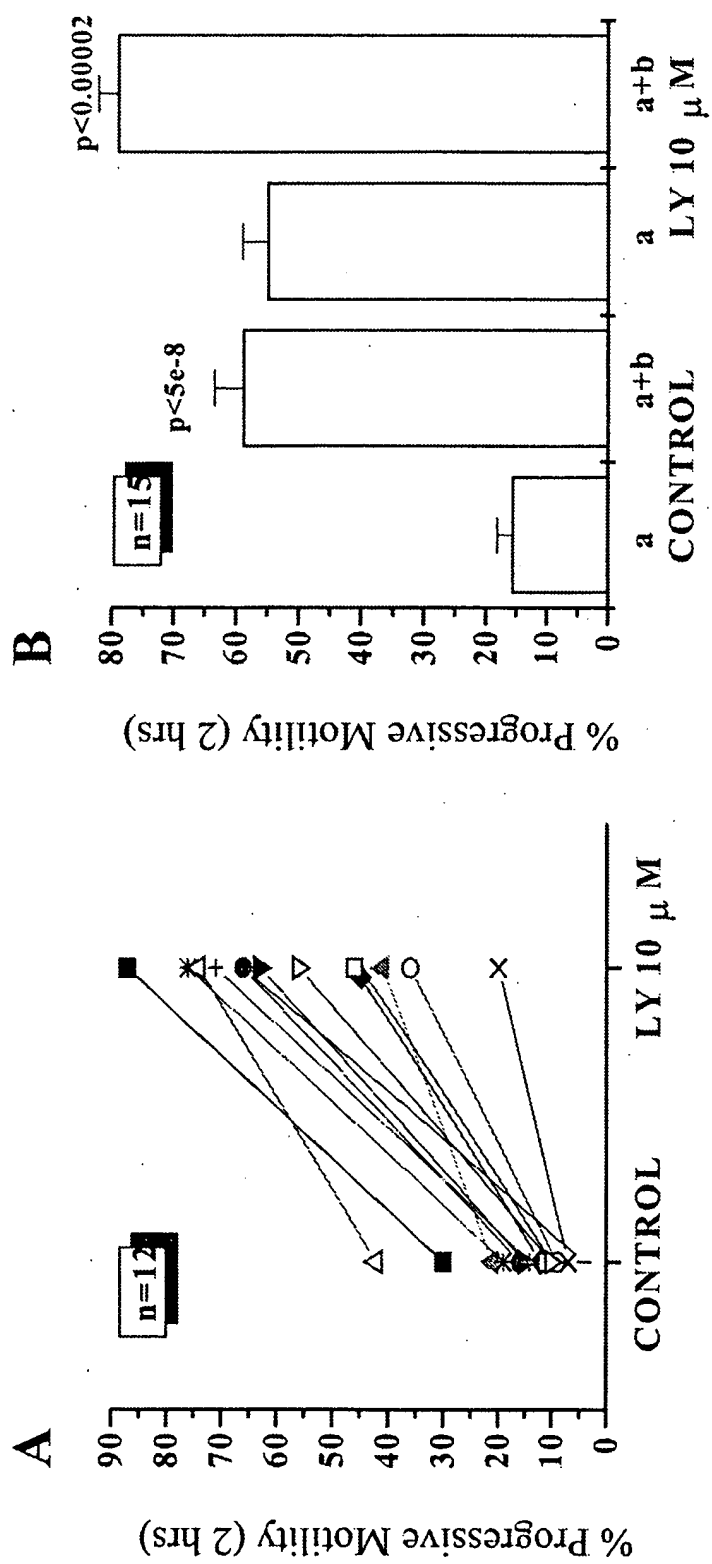 A
n=12
% Progressive Motility (2 hrs)
90
80
70
60
50
40
30
20
10
0
CONTROL
LY 10 μM
B
n=15
p<5e-8
p<0.00002
% Progressive Motility (2 hrs)
80
70
60
50
40
30
20
10
0
a a+b a a+b
CONTROL LY 10 μM